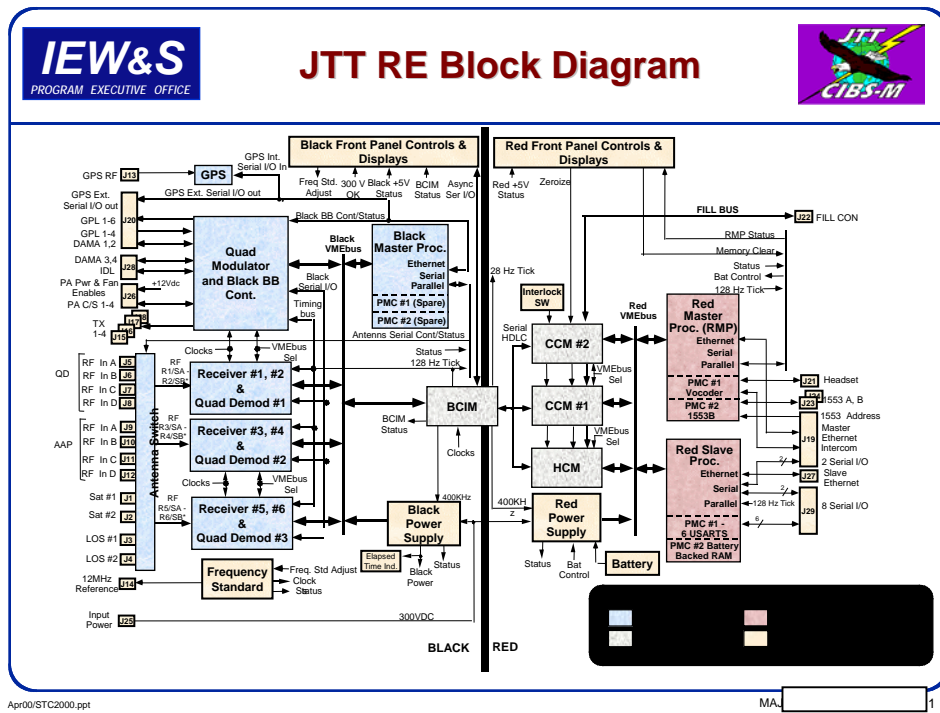 IEW&S
PROGRAM EXECUTIVE OFFICE
JTT RE Block Diagram
JTT
CIBS-M
Black Front Panel Controls &
Displays
Red Front Panel Controls &
Displays
GPS Int.
Serial I/O In
GPS RF
J13
GPS
Freq Std.
Adjust
300 V
OK
Black +5V
Status
BCIM
Status
Async
Ser I/O
Red +5V
Status
Zeroize
GPS Ext.
Serial I/O out
GPS Ext. Serial I/O out
J20
GPL 1-6
GPL 1-4
DAMA 1,2
DAMA 3,4
IDL
J28
PA Pwr & Fan
Enables
+12Vdc
J26
PA C/S 1-4
TX
1-4
J17
J15
Quad
Modulator
and Black BB
Cont.
Black BB Cont/Status
Black
VMEbus
Black
Serial I/O
Timing
bus
Black
Master Proc.
Ethernet
Serial
Parallel
PMC #1 (Spare)
PMC #2 (Spare)
Antenns Serial Cont/Status
28 Hz Tick
FILL BUS
J22
FILL CON
RMP Status
Memory Clear
Status
Bat Control
128 Hz Tick
Interlock
SW
Red
VMEbus
Serial
HDLC
CCM #2
VMEbus
Sel
CCM #1
VMEbus
Sel
HCM
Red
Master
Proc. (RMP)
Ethernet
Serial
Parallel
PMC #1
Vocoder
PMC #2
1553B
J21
Headset
J23
1553 A, B
1553 Address
J19
Master
Ethernet
Intercom
2
2 Serial I/O
J27
Slave
Ethernet
2
128 Hz Tick
J29
8 Serial I/O
6
Red Slave
Proc.
Ethernet
Serial
Parallel
PMC #1 -
6 USARTS
PMC #2 Battery
Backed RAM
Clocks
VMEbus
Sel
Status
128 Hz Tick
QD
RF In A
J5
RF In B
J6
RF In C
J7
RF In D
J8
AAP
RF In A
J9
RF In B
J10
RF In C
J11
RF In D
J12
Sat #1
J1
Sat #2
J2
LOS #1
J3
LOS #2
J4
Antenna Switch
RF
R1/SA -
R2/SB*
Receiver #1, #2
&
Quad Demod #1
RF
R3/SA -
R4/SB*
Receiver #3, #4
&
Quad Demod #2
Clocks
VMEbus
Sel
RF
R5/SA -
R6/SB*
Receiver #5, #6
&
Quad Demod #3
BCIM
BCIM
Status
Clocks
400KHz
400KH
z
Black
Power
Supply
Red
Power
Supply
Elapsed
Time Ind.
Black
Power
Status
Status
Bat
Control
Battery
12MHz
Reference
J14
Frequency
Standard
Freq. Std Adjust
Clock
Status
Input
Power
J25
300VDC
BLACK
RED
Apr00/STC2000.ppt
1